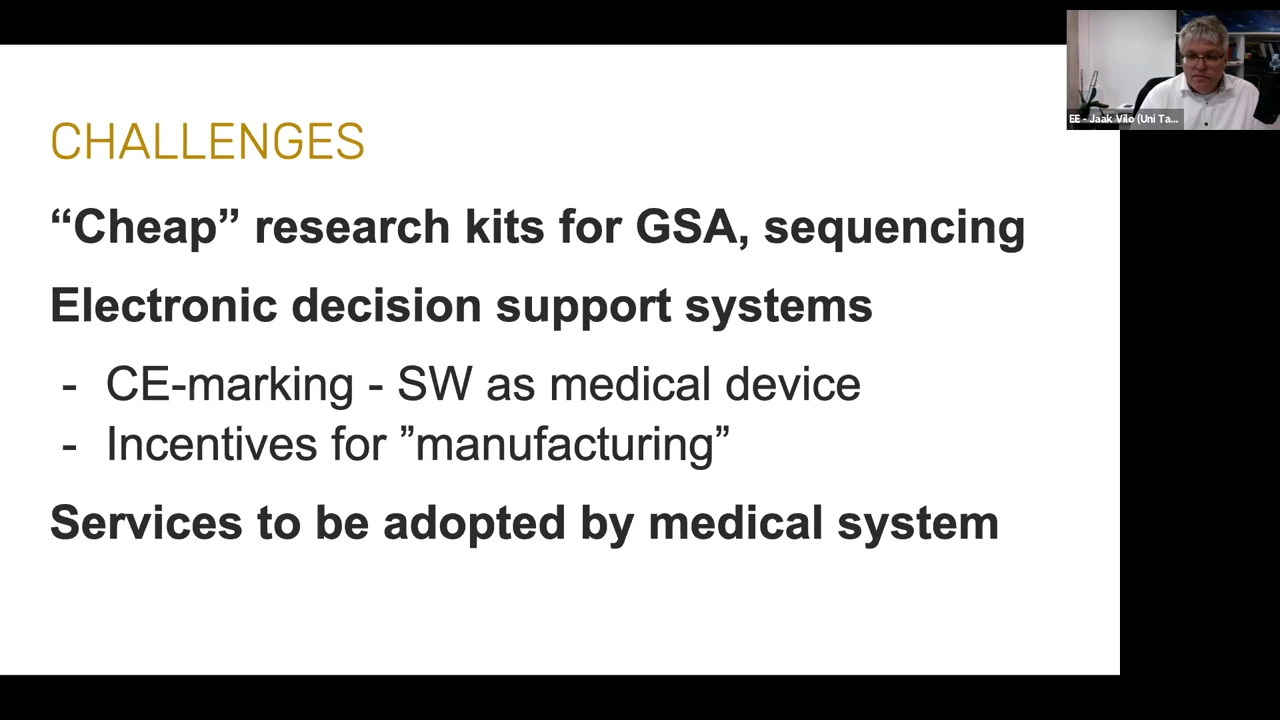 CHALLENGES
“Cheap” research kits for GSA, sequencing
Electronic decision support systems
- CE-marking - SW as medical device
- Incentives for ”manufacturing”
Services to be adopted by medical system
EE - Jaak Vilo (Uni Ta...